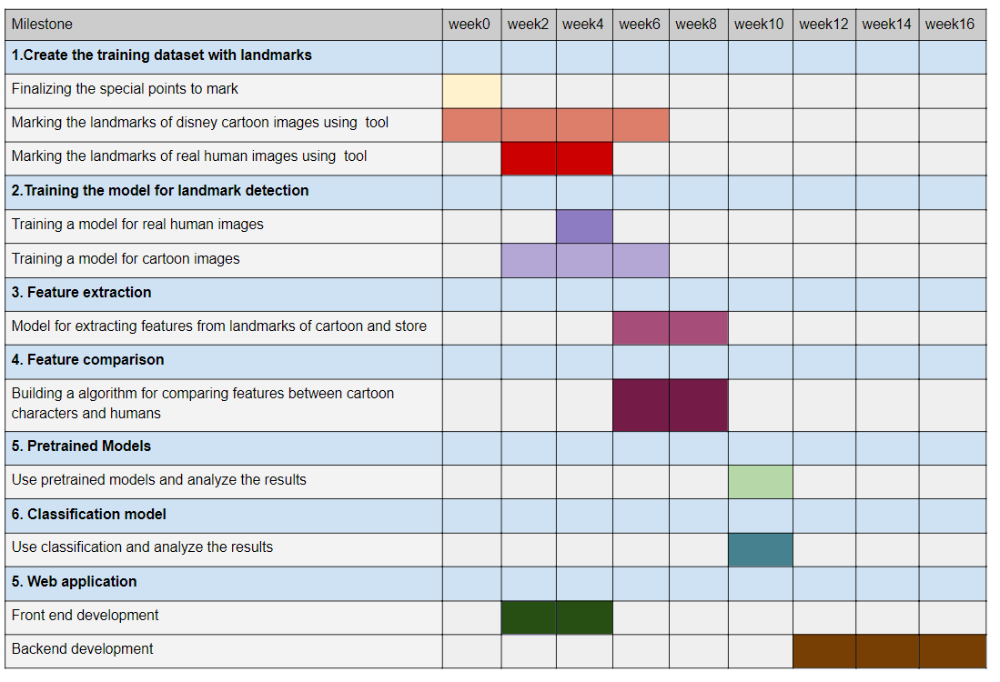 Milestone week0 week2 week4 week6 week8 week10 week12 week14 week16
1.Create the training dataset with landmarks
Finalizing the special points to mark
Marking the landmarks of disney cartoon images using  tool
Marking the landmarks of real human images using  tool
2.Training the model for landmark detection
Training a model for real human images
Training a model for cartoon images
3. Feature extraction
Model for extracting features from landmarks of cartoon and store
4. Feature comparison
Building a algorithm for comparing features between cartoon
characters and humans
5. Pretrained Models
Use pretrained models and analyze the results
6. Classification model
Use classification and analyze the results
5. Web application
Front end development
Backend development